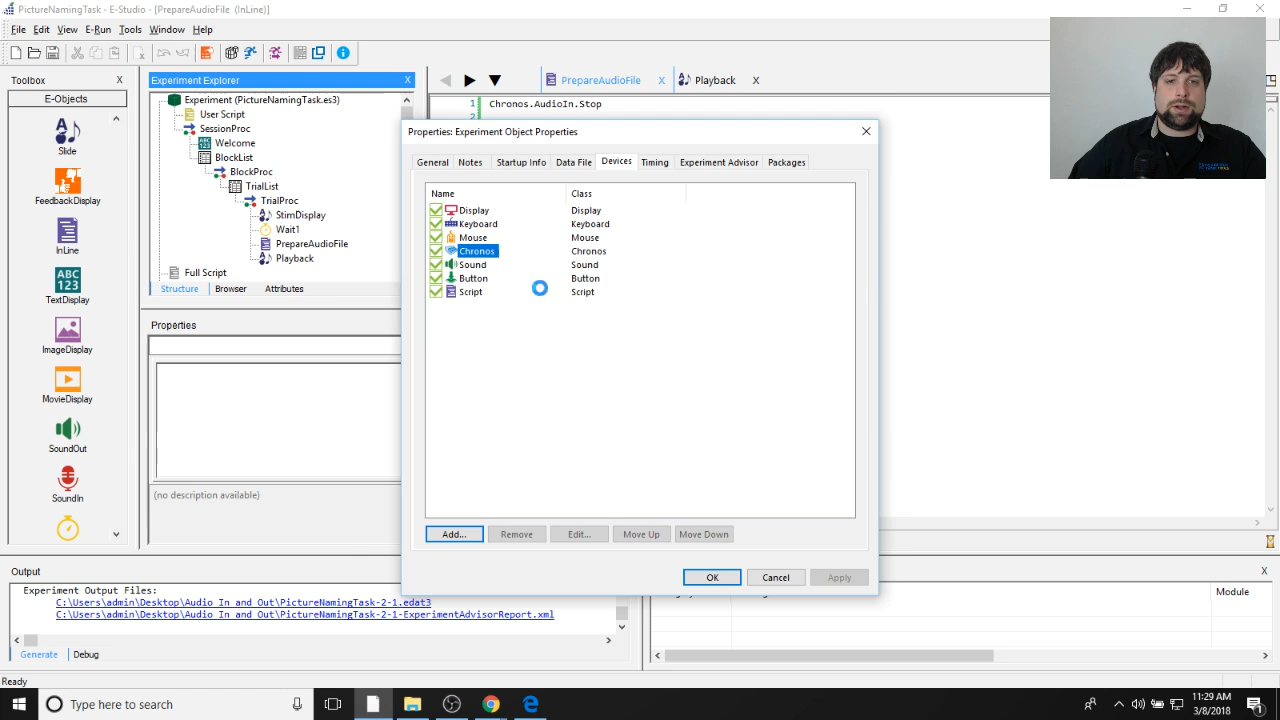 PictureNamingTask - E-Studio - [PrepareAudioFile (InLine)]
File Edit View E-Run Tools Window Help
Toolbox X
E-Objects
Slide
FeedbackDisplay
InLine
ABC
123
TextDisplay
ImageDisplay
MovieDisplay
SoundOut
SoundIn
Experiment Explorer X
Experiment (PictureNamingTask.es3)
User Script
SessionProc
Welcome
BlockList
BlockProc
TrialList
TrialProc
StimDisplay
Wait1
PrepareAudioFile
Playback
Full Script
Structure Browser Attributes
Properties
(no description available)
PrepareAudioFile X Playback X
1 Chronos.AudioIn.Stop
2
Properties: Experiment Object Properties
General Notes Startup Info Data File Devices Timing Experiment Advisor Packages
Name Class
Display Display
Keyboard Keyboard
Mouse Mouse
Chronos Chronos
Sound Sound
Button Button
Script Script
Add... Remove Edit... Move Up Move Down
OK Cancel Apply
Output X
Experiment Output Files:
C:\Users\admin\Desktop\Audio In and Out\PictureNamingTask-2-1.edat3
C:\Users\admin\Desktop\Audio In and Out\PictureNamingTask-2-1-ExperimentAdvisorReport.xml
Generate Debug
Module
Ready
Type here to search
11:29 AM
3/8/2018